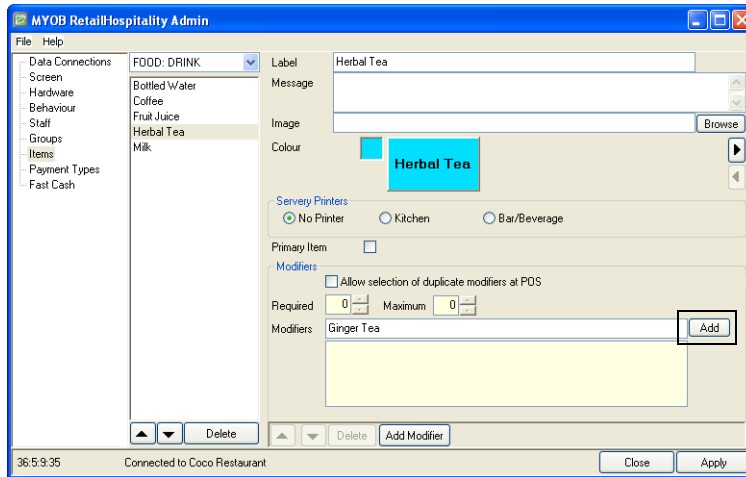 MYOB RetailHospitality Admin
File Help
Data Connections
Screen
Hardware
Behaviour
Staff
Groups
Items
Payment Types
Fast Cash
FOOD: DRINK
Bottled Water
Coffee
Fruit Juice
Herbal Tea
Milk
Delete
Label Herbal Tea
Message
Image Browse
Colour Herbal Tea
Servery Printers
No Printer Kitchen Bar/Beverage
Primary Item
Modifiers
Allow selection of duplicate modifiers at POS
Required 0 Maximum 0
Modifiers Ginger Tea Add
Delete Add Modifier
36:5:9:35 Connected to Coco Restaurant Close Apply